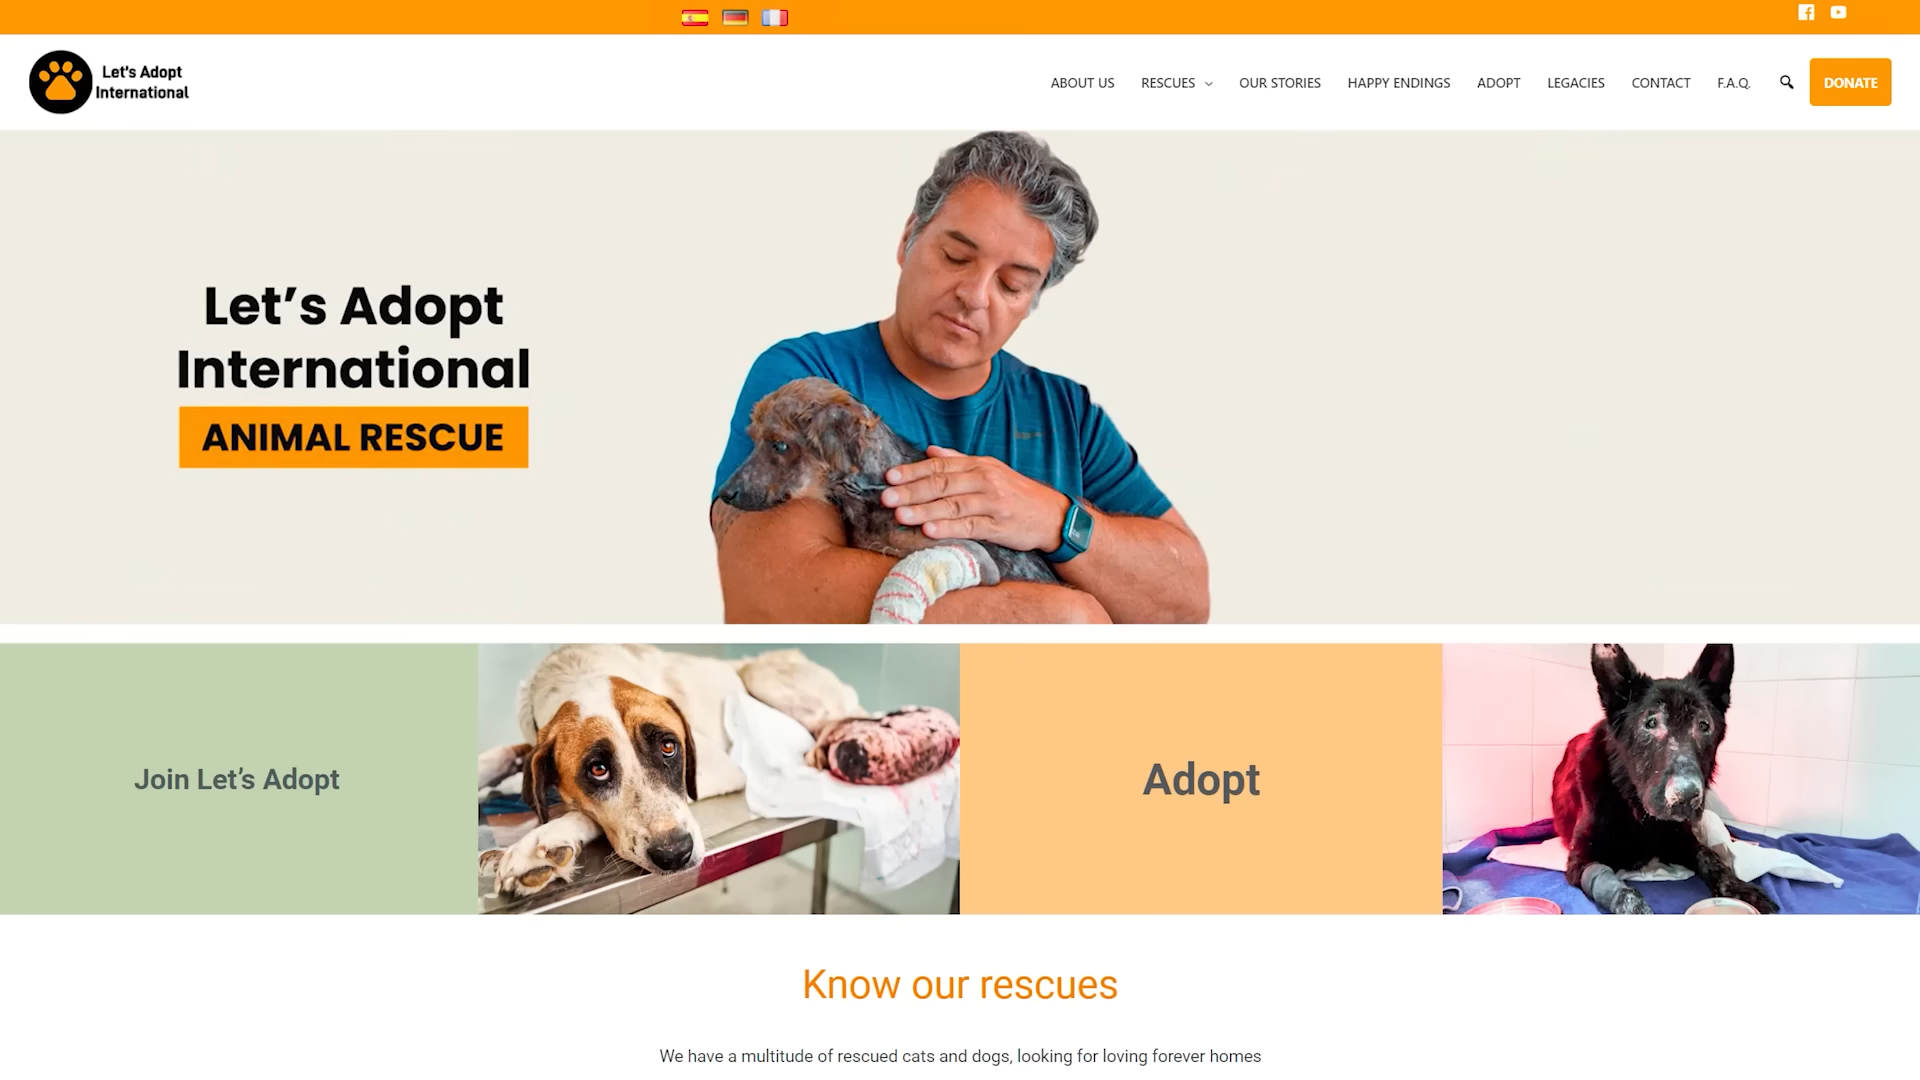 Let's Adopt
International
ABOUT US
RESCUES
OUR STORIES
HAPPY ENDINGS
ADOPT
LEGACIES
CONTACT
F.A.Q.
DONATE
Let's Adopt
International
ANIMAL RESCUE
Join Let's Adopt
Adopt
Know our rescues
We have a multitude of rescued cats and dogs, looking for loving forever homes